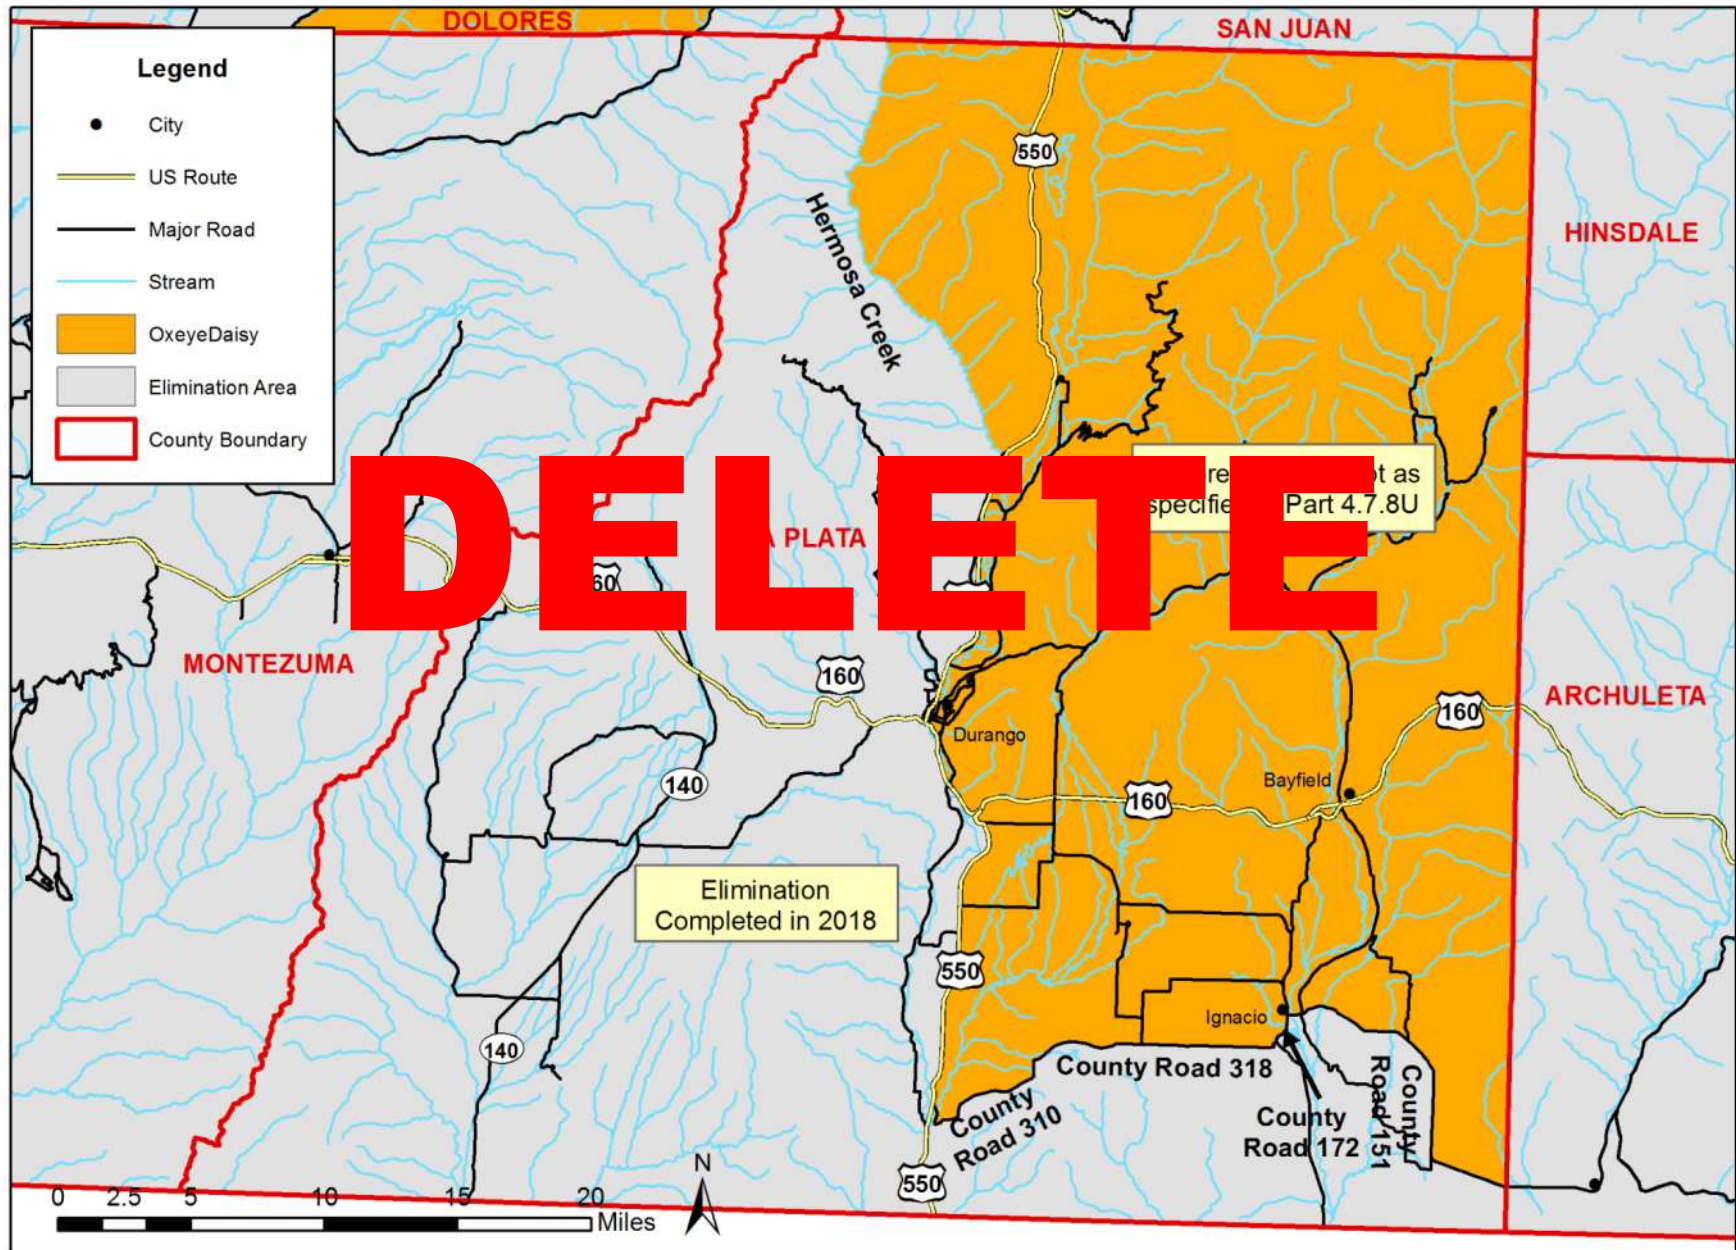 DOLORES
SAN JUAN
Legend
City
US Route
Major Road
Stream
OxeyeDaisy
Elimination Area
County Boundary
550
HINSDALE
Hermosa Creek
DELETE
ot as
Part 4.7.8U
PLATA
60
MONTEZUMA
160
ARCHULETA
160
Durango
140
Bayfield
160
Elimination
Completed in 2018
550
Ignacio
140
County Road 318
County
Road 310
County
Road 172
County
Road 151
550
N
0 2.5 5 10 15 20
Miles